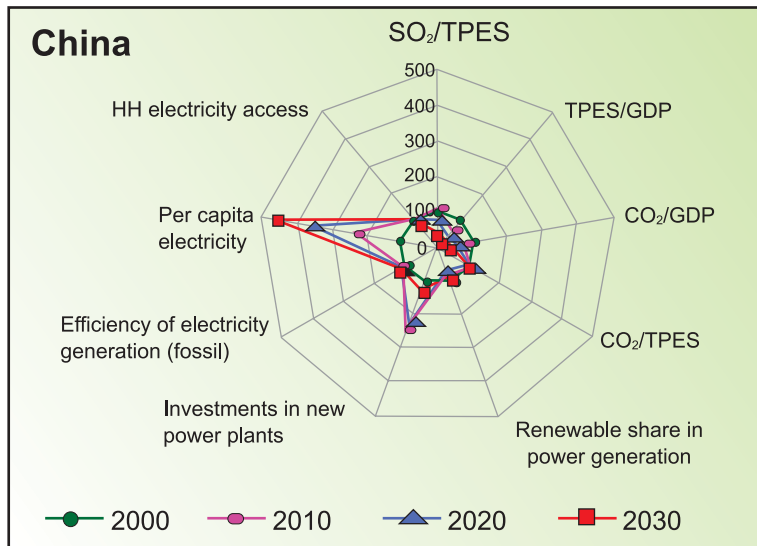 China
SO₂/TPES
500
400
300
200
100
0
TPES/GDP
CO₂/GDP
CO₂/TPES
Renewable share in
power generation
Investments in new
power plants
Efficiency of electricity
generation (fossil)
Per capita
electricity
HH electricity access
2000
2010
2020
2030